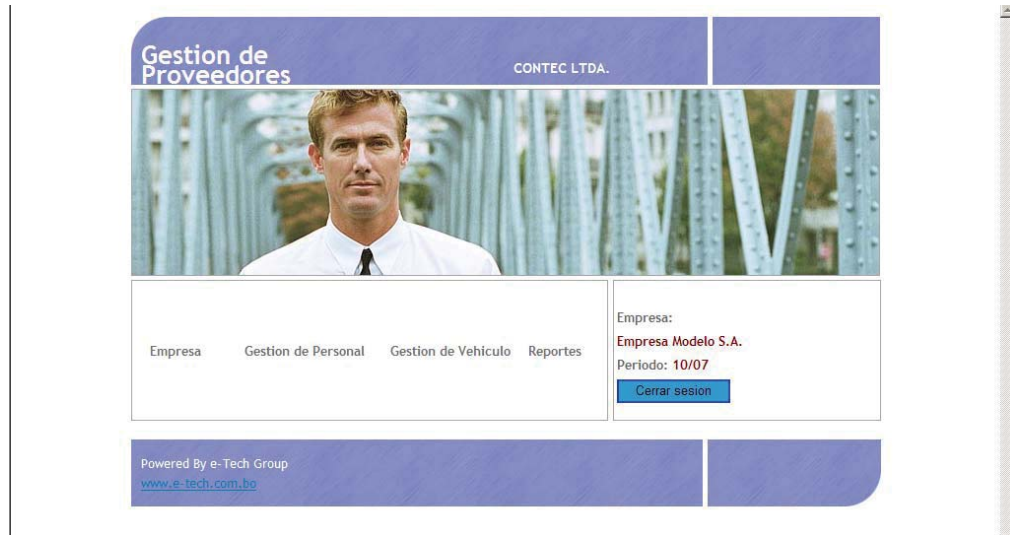 Gestion de
Proveedores
CONTEC LTDA.
Empresa Gestion de Personal Gestion de Vehiculo Reportes
Empresa:
Empresa Modelo S.A.
Periodo: 10/07
Cerrar sesion
Powered By e-Tech Group
www.e-tech.com.bo